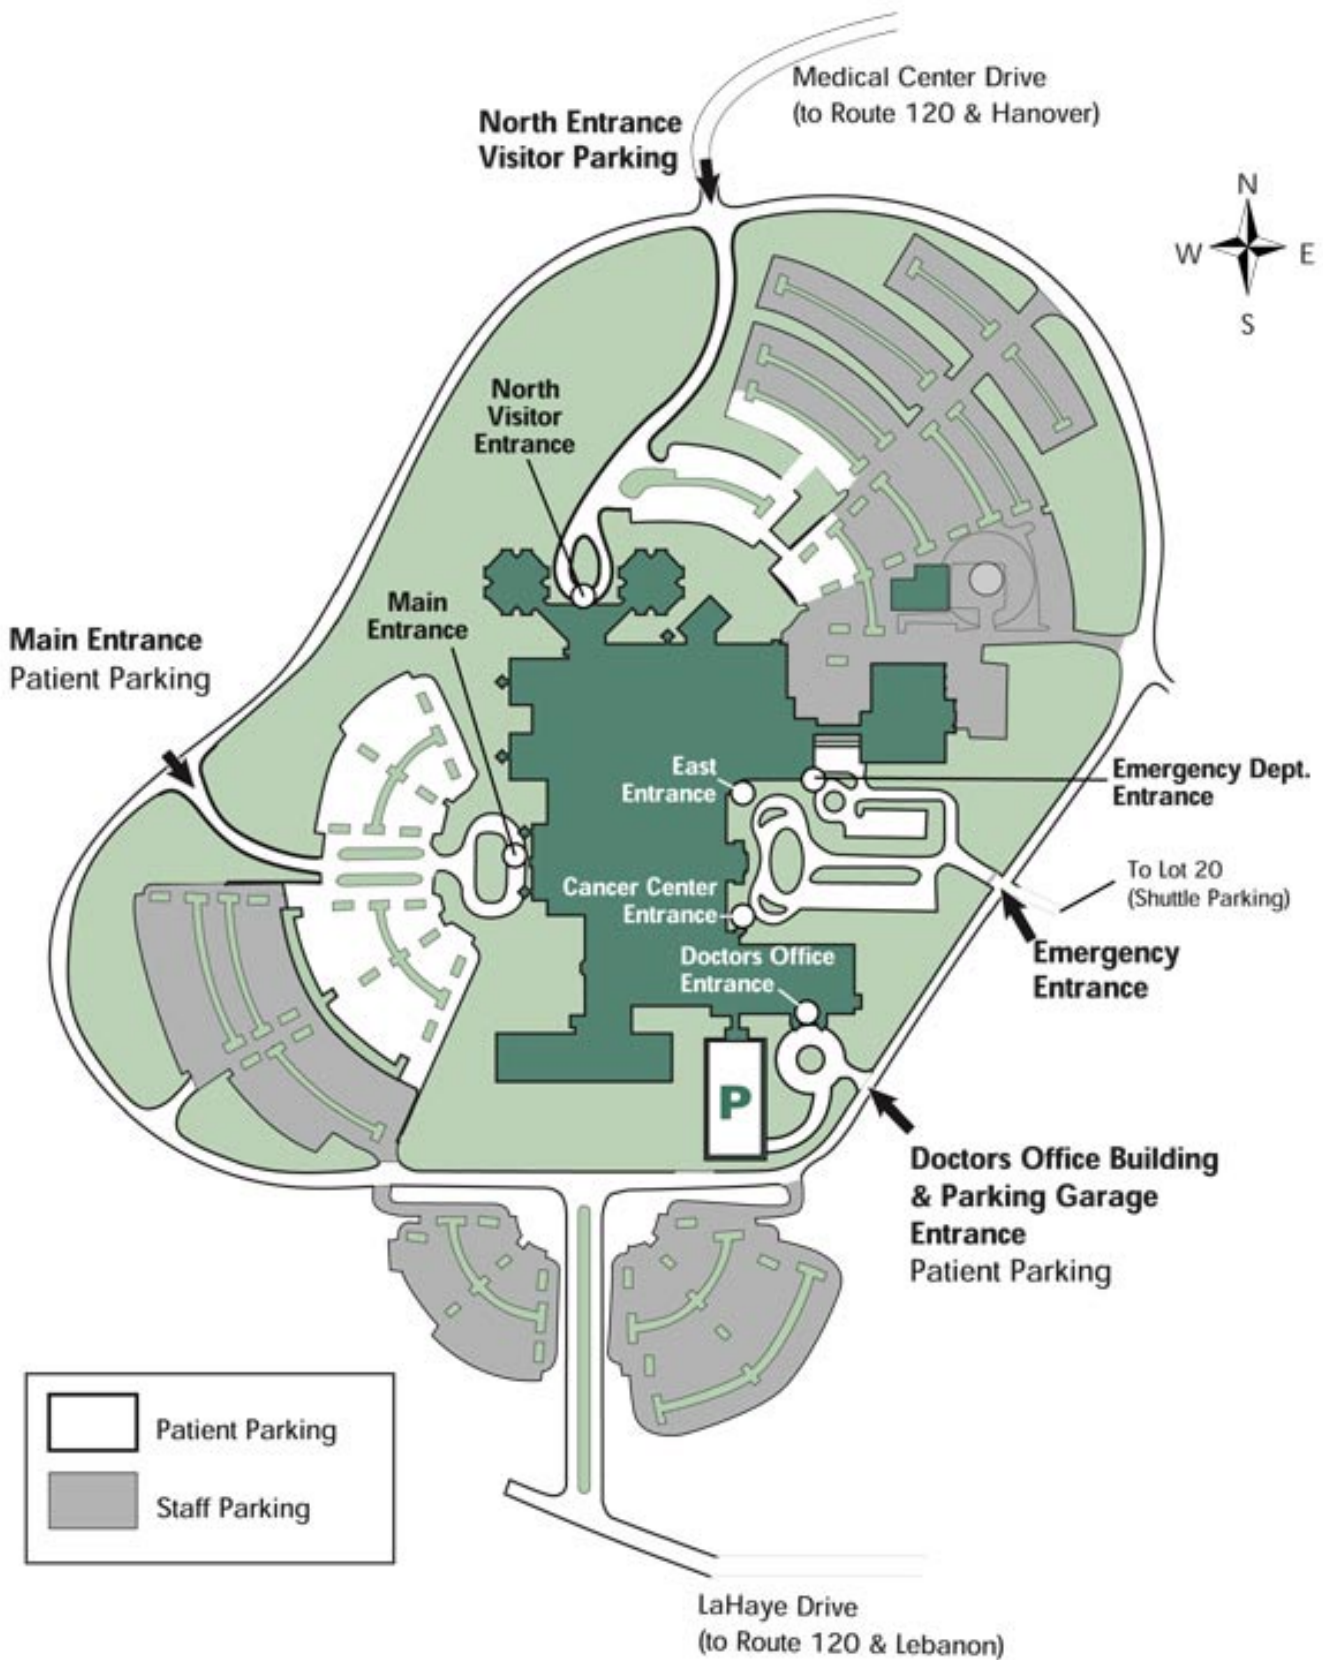 Medical Center Drive
(to Route 120 & Hanover)
North Entrance
Visitor Parking
N
W
E
S
North
Visitor
Entrance
Main
Entrance
Main Entrance
Patient Parking
East
Entrance
Emergency Dept.
Entrance
To Lot 20
(Shuttle Parking)
Cancer Center
Entrance
Emergency
Entrance
Doctors Office
Entrance
P
Doctors Office Building
& Parking Garage
Entrance
Patient Parking
Patient Parking
Staff Parking
LaHaye Drive
(to Route 120 & Lebanon)